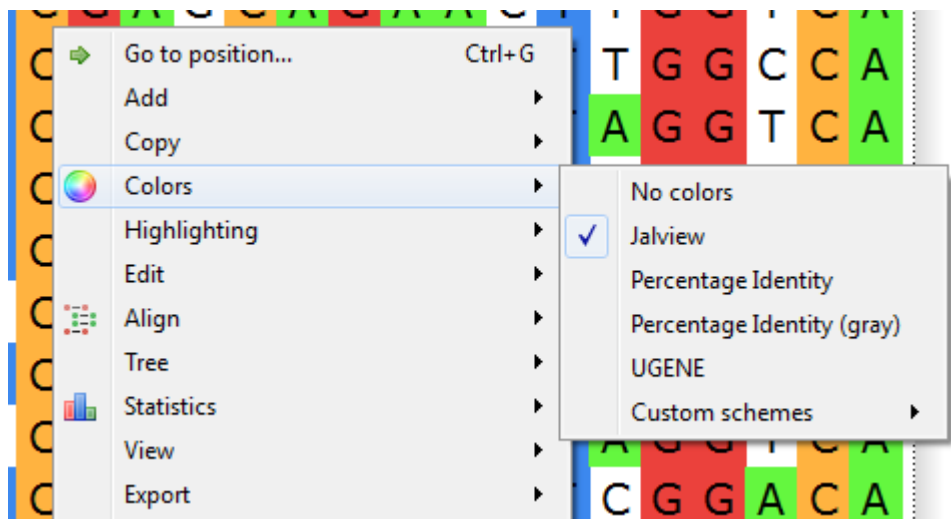 C G A G C A G A A C T T G G T C A
C Go to position... Ctrl+G T G G C C A
Add
C Copy A G G T C A
C Colors No colors
C Highlighting Jalview
Edit Percentage Identity
C Align Percentage Identity (gray)
C Tree UGENE
Statistics Custom schemes
C View A G G T C A
C Export C G G A C A